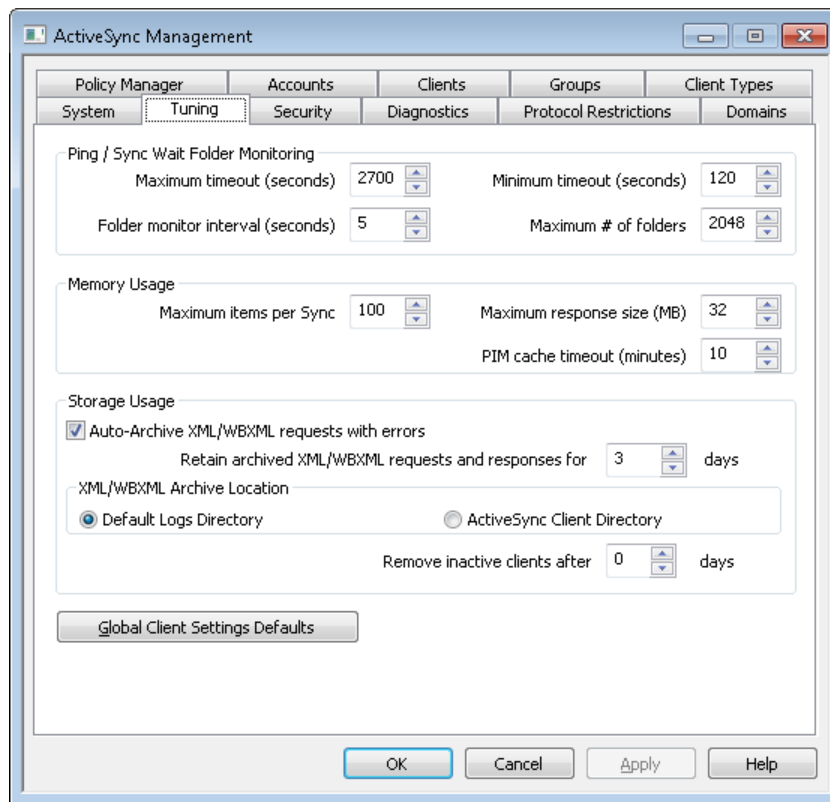 ActiveSync Management
Policy Manager Accounts Clients Groups Client Types
System Tuning Security Diagnostics Protocol Restrictions Domains
Ping / Sync Wait Folder Monitoring
Maximum timeout (seconds) 2700 Minimum timeout (seconds) 120
Folder monitor interval (seconds) 5 Maximum # of folders 2048
Memory Usage
Maximum items per Sync 100 Maximum response size (MB) 32
PIM cache timeout (minutes) 10
Storage Usage
Auto-Archive XML/WBXML requests with errors
Retain archived XML/WBXML requests and responses for 3 days
XML/WBXML Archive Location
Default Logs Directory ActiveSync Client Directory
Remove inactive clients after 0 days
Global Client Settings Defaults
OK Cancel Apply Help